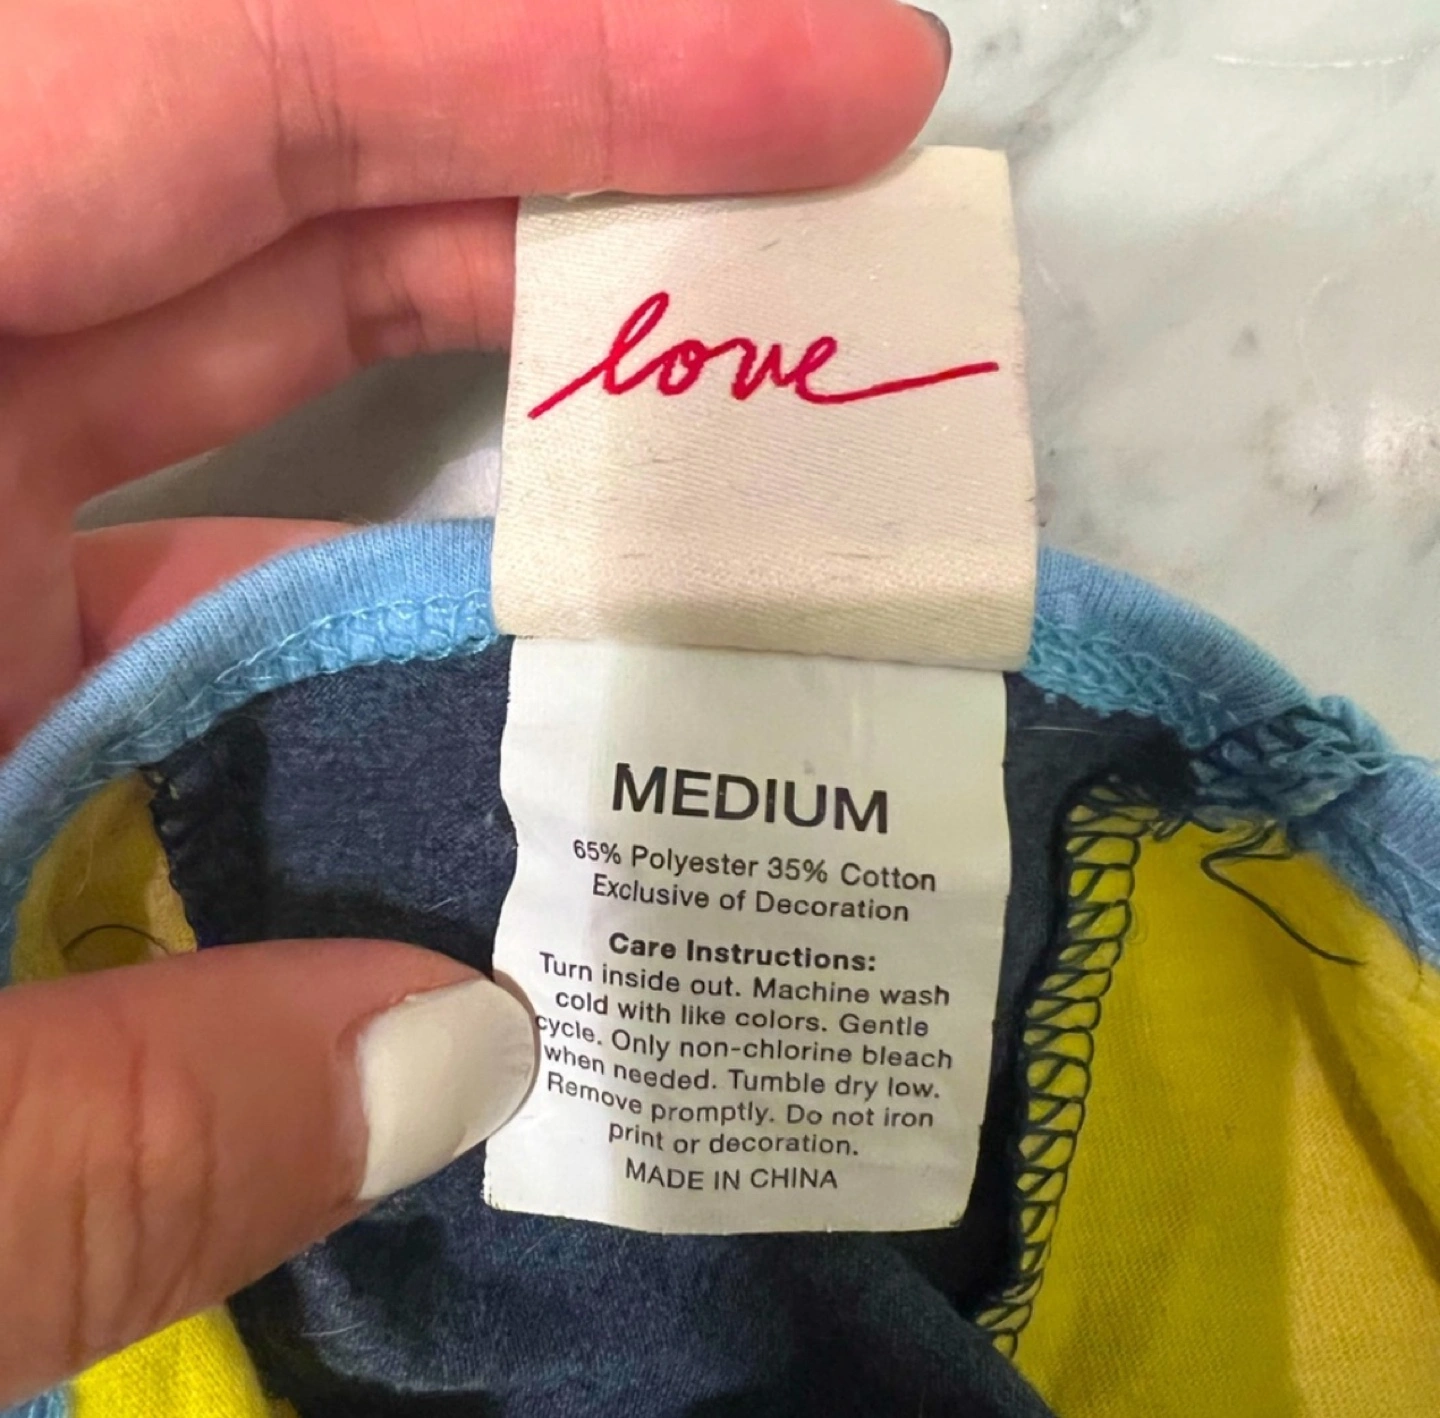 love
MEDIUM
65% Polyester 35% Cotton
Exclusive of Decoration
Care Instructions:
Turn inside out. Machine wash
cold with like colors. Gentle
cycle. Only non-chlorine bleach
when needed. Tumble dry low.
Remove promptly. Do not iron
print or decoration.
MADE IN CHINA